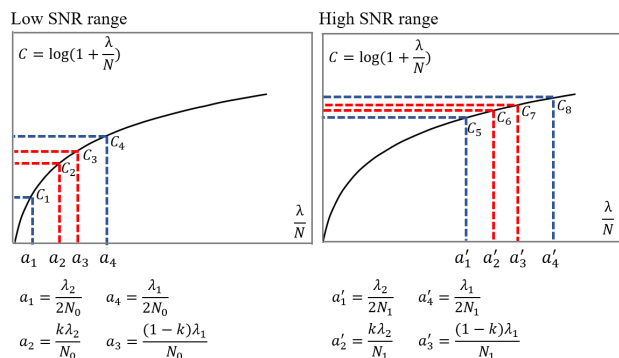 Low SNR range
C = log(1 + λ/N)
C₄
C₃
C₂
C₁
λ/N
a₁ a₂ a₃ a₄
a₁ = λ₂/2N₀ a₄ = λ₁/2N₀
a₂ = kλ₂/N₀ a₃ = (1 − k)λ₁/N₀
High SNR range
C = log(1 + λ/N)
C₅ C₆ C₇ C₈
λ/N
a′₁ a′₂ a′₃ a′₄
a′₁ = λ₂/2N₁ a′₄ = λ₁/2N₁
a′₂ = kλ₂/N₁ a′₃ = (1 − k)λ₁/N₁